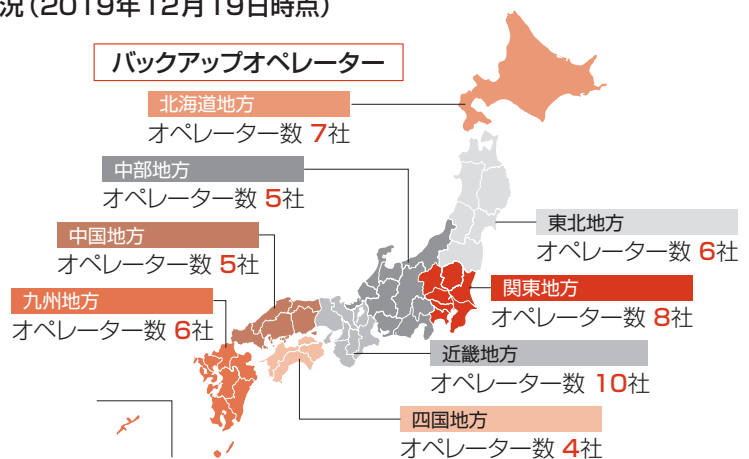 況（2019年12月19日時点）
バックアップオペレーター
北海道地方
オペレーター数 7社
中部地方
オペレーター数 5社
中国地方
オペレーター数 5社
九州地方
オペレーター数 6社
東北地方
オペレーター数 6社
関東地方
オペレーター数 8社
近畿地方
オペレーター数 10社
四国地方
オペレーター数 4社